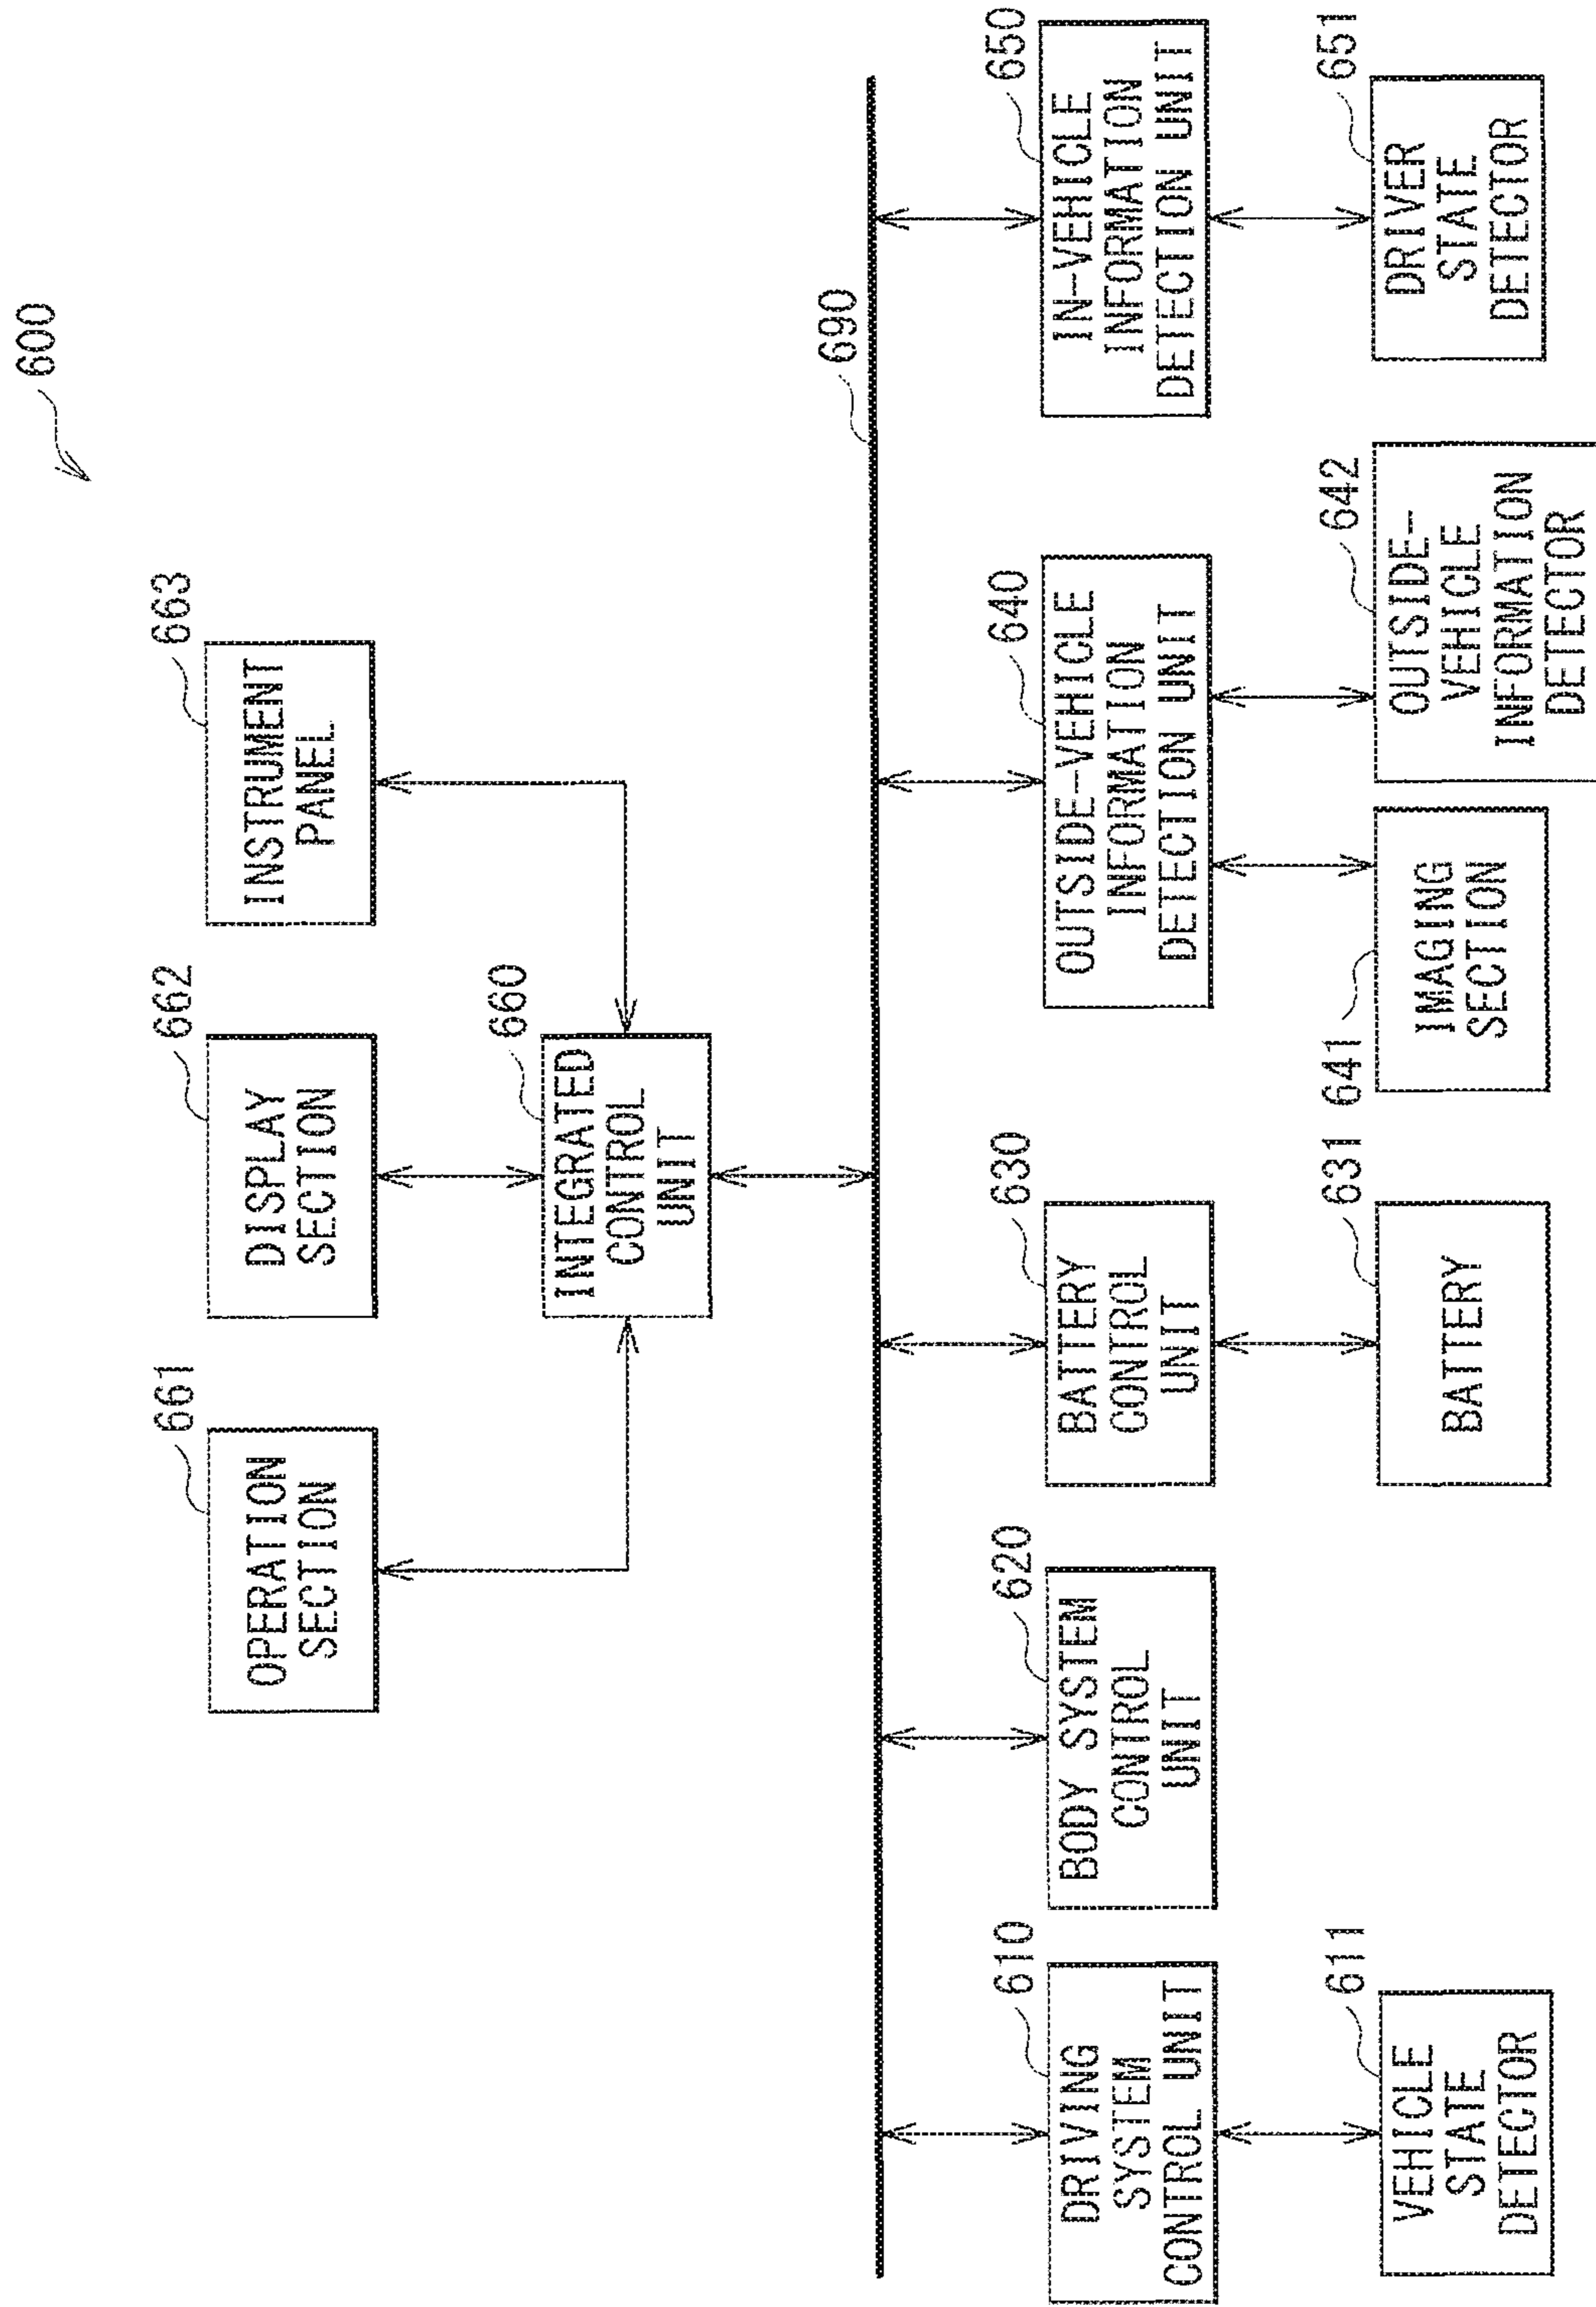 600
661
OPERATION
SECTION
662
DISPLAY
SECTION
663
INSTRUMENT
PANEL
660
INTEGRATED
CONTROL
UNIT
690
610
DRIVING
SYSTEM
CONTROL UNIT
620
BODY SYSTEM
CONTROL
UNIT
630
BATTERY
CONTROL
UNIT
640
OUTSIDE-VEHICLE
INFORMATION
DETECTION UNIT
650
IN-VEHICLE
INFORMATION
DETECTION UNIT
611
VEHICLE
STATE
DETECTOR
631
BATTERY
641
IMAGING
SECTION
642
OUTSIDE-
VEHICLE
INFORMATION
DETECTOR
651
DRIVER
STATE
DETECTOR